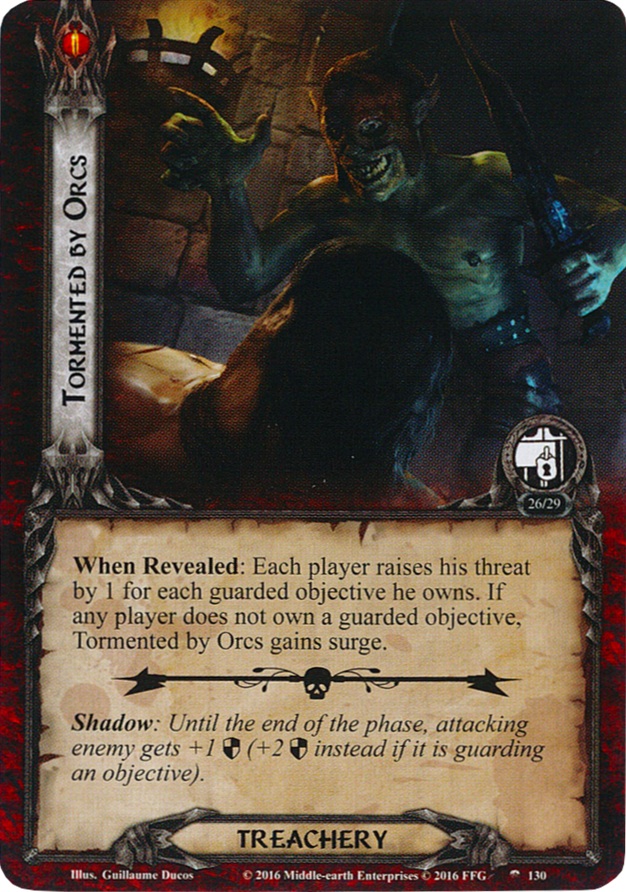 TORMENTED BY ORCS
26/29
When Revealed: Each player raises his threat
by 1 for each guarded objective he owns. If
any player does not own a guarded objective,
Tormented by Orcs gains surge.
Shadow: Until the end of the phase, attacking
enemy gets +1 (+2 instead if it is guarding
an objective).
TREACHERY
Illus. Guillaume Ducos © 2016 Middle-earth Enterprises © 2016 FFG 130